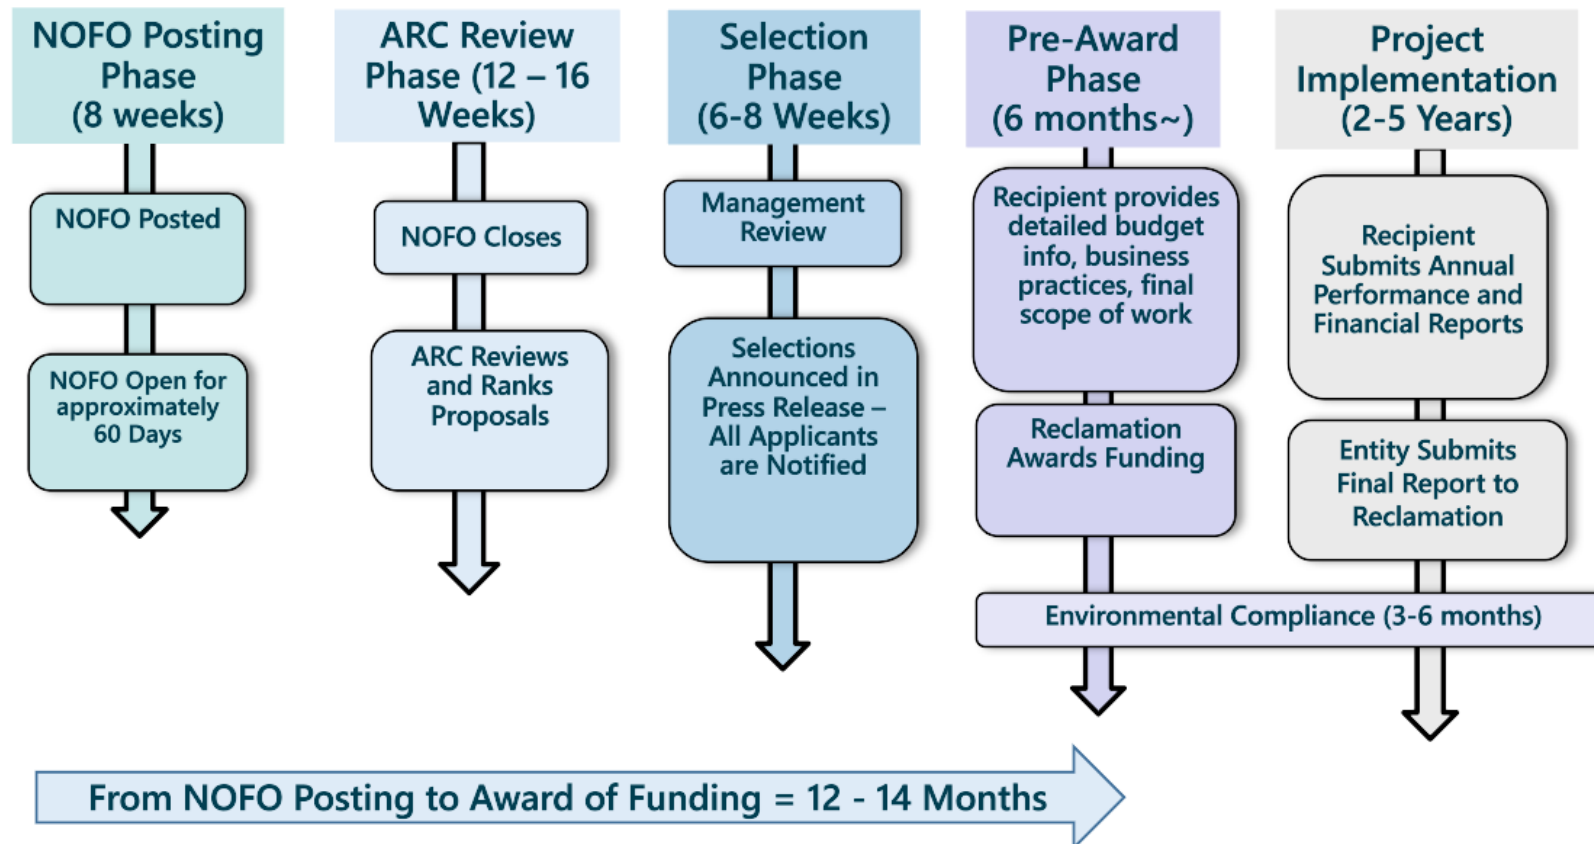 NOFO Posting
Phase
(8 weeks)
NOFO Posted
NOFO Open for
approximately
60 Days
ARC Review
Phase (12 – 16
Weeks)
NOFO Closes
ARC Reviews
and Ranks
Proposals
Selection
Phase
(6-8 Weeks)
Management
Review
Selections
Announced in
Press Release –
All Applicants
are Notified
Pre-Award
Phase
(6 months~)
Recipient provides
detailed budget
info, business
practices, final
scope of work
Reclamation
Awards Funding
Project
Implementation
(2-5 Years)
Recipient
Submits Annual
Performance and
Financial Reports
Entity Submits
Final Report to
Reclamation
Environmental Compliance (3-6 months)
From NOFO Posting to Award of Funding = 12 - 14 Months